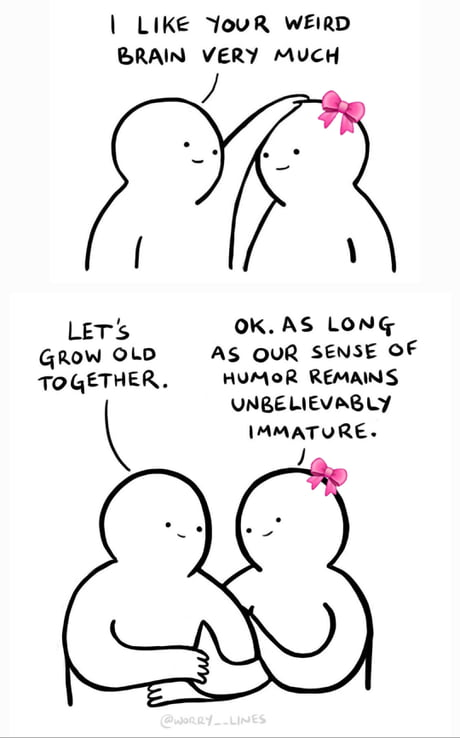 I LIKE YOUR WEIRD
BRAIN VERY MUCH
LET'S
GROW OLD
TOGETHER.
OK. AS LONG
AS OUR SENSE OF
HUMOR REMAINS
UNBELIEVABLY
IMMATURE.
@WORRY__LINES